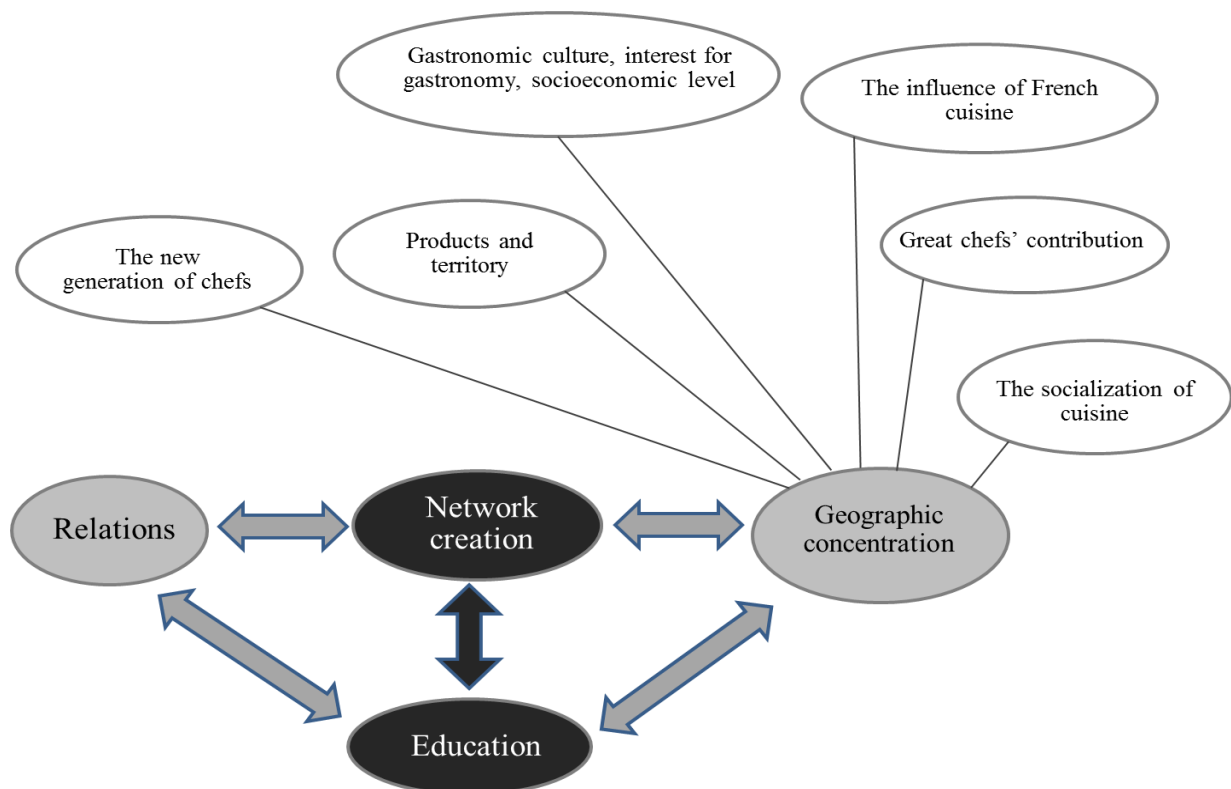 Gastronomic culture, interest for
gastronomy, socioeconomic level
The influence of French
cuisine
The new
generation of chefs
Products and
territory
Great chefs’ contribution
The socialization of
cuisine
Relations
Network
creation
Geographic
concentration
Education